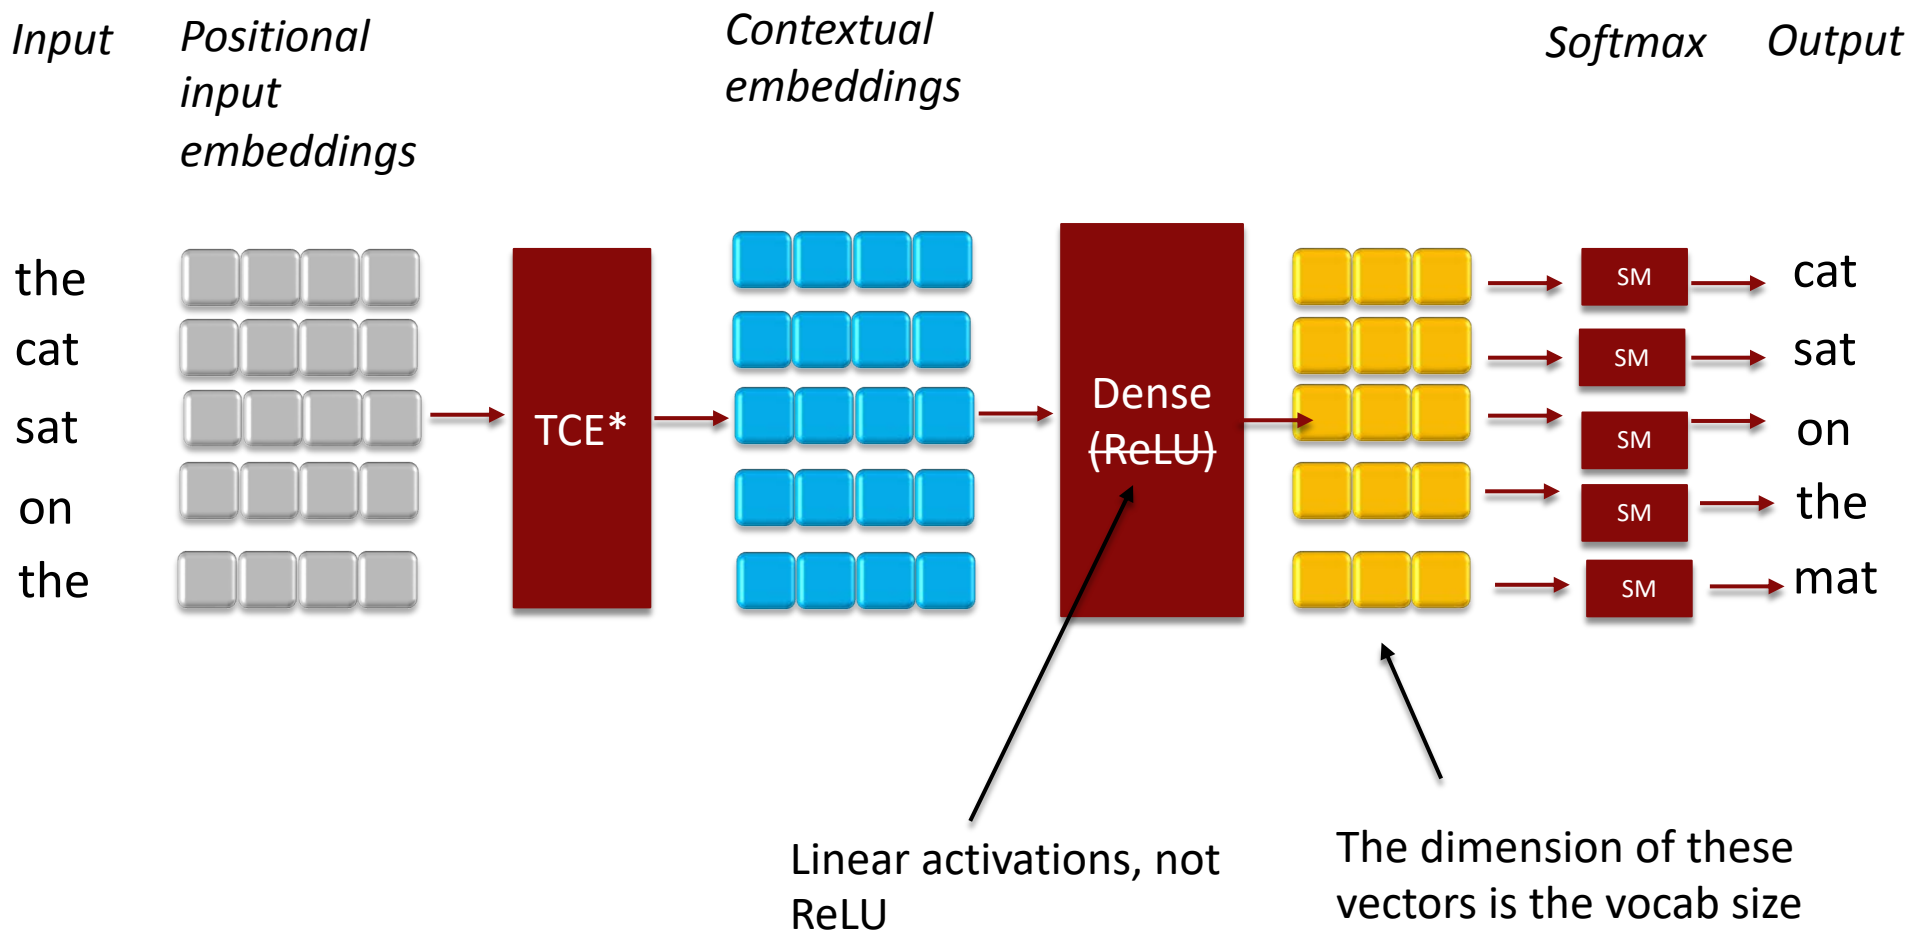 Input
Positional
input
embeddings
Contextual
embeddings
Softmax
Output
the
cat
sat
on
the
TCE*
Dense
(ReLU)
SM
SM
SM
SM
SM
cat
sat
on
the
mat
Linear activations, not
ReLU
The dimension of these
vectors is the vocab size